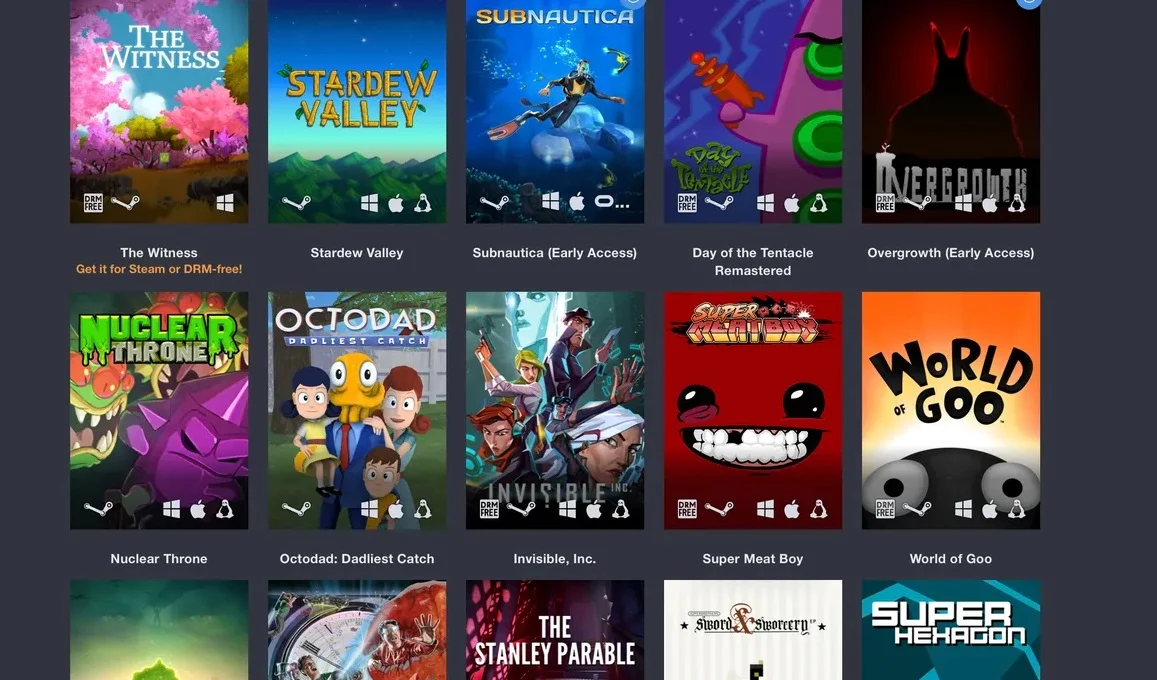 THE
WITNESS
STARDEW
VALLEY
SUBNAUTICA
Day
of the
TENTACLE
OVERGROWTH
DRM
FREE
...
DRM
FREE
DRM
FREE
The Witness
Get it for Steam or DRM-free!
Stardew Valley
Subnautica (Early Access)
Day of the Tentacle
Remastered
Overgrowth (Early Access)
NUCLEAR
THRONE
OCTODAD
DADLIEST CATCH
INVISIBLE INC.
SUPER
MEAT BOY
WORLD
OF GOO
DRM
FREE
DRM
FREE
DRM
FREE
Nuclear Throne
Octodad: Dadliest Catch
Invisible, Inc.
Super Meat Boy
World of Goo
THE
STANLEY PARABLE
Sword & Sworcery EP
SUPER
HEXAGON